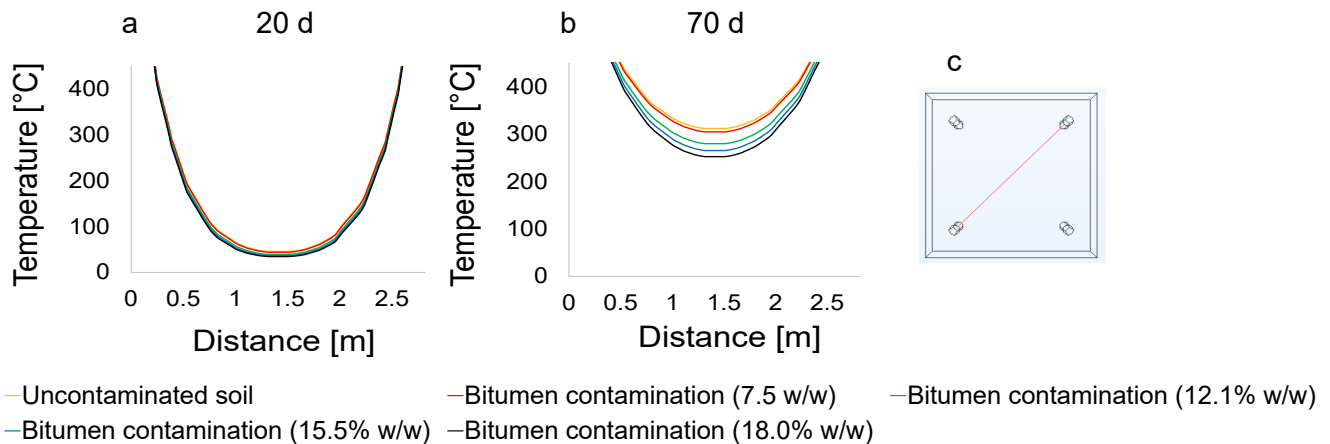 a 20 d
b 70 d
c
Temperature [°C]
400
300
200
100
0
0 0.5 1 1.5 2 2.5
Distance [m]
Temperature [°C]
400
300
200
100
0
0 0.5 1 1.5 2 2.5
Distance [m]
Uncontaminated soil
Bitumen contamination (7.5 w/w)
Bitumen contamination (12.1% w/w)
Bitumen contamination (15.5% w/w)
Bitumen contamination (18.0% w/w)